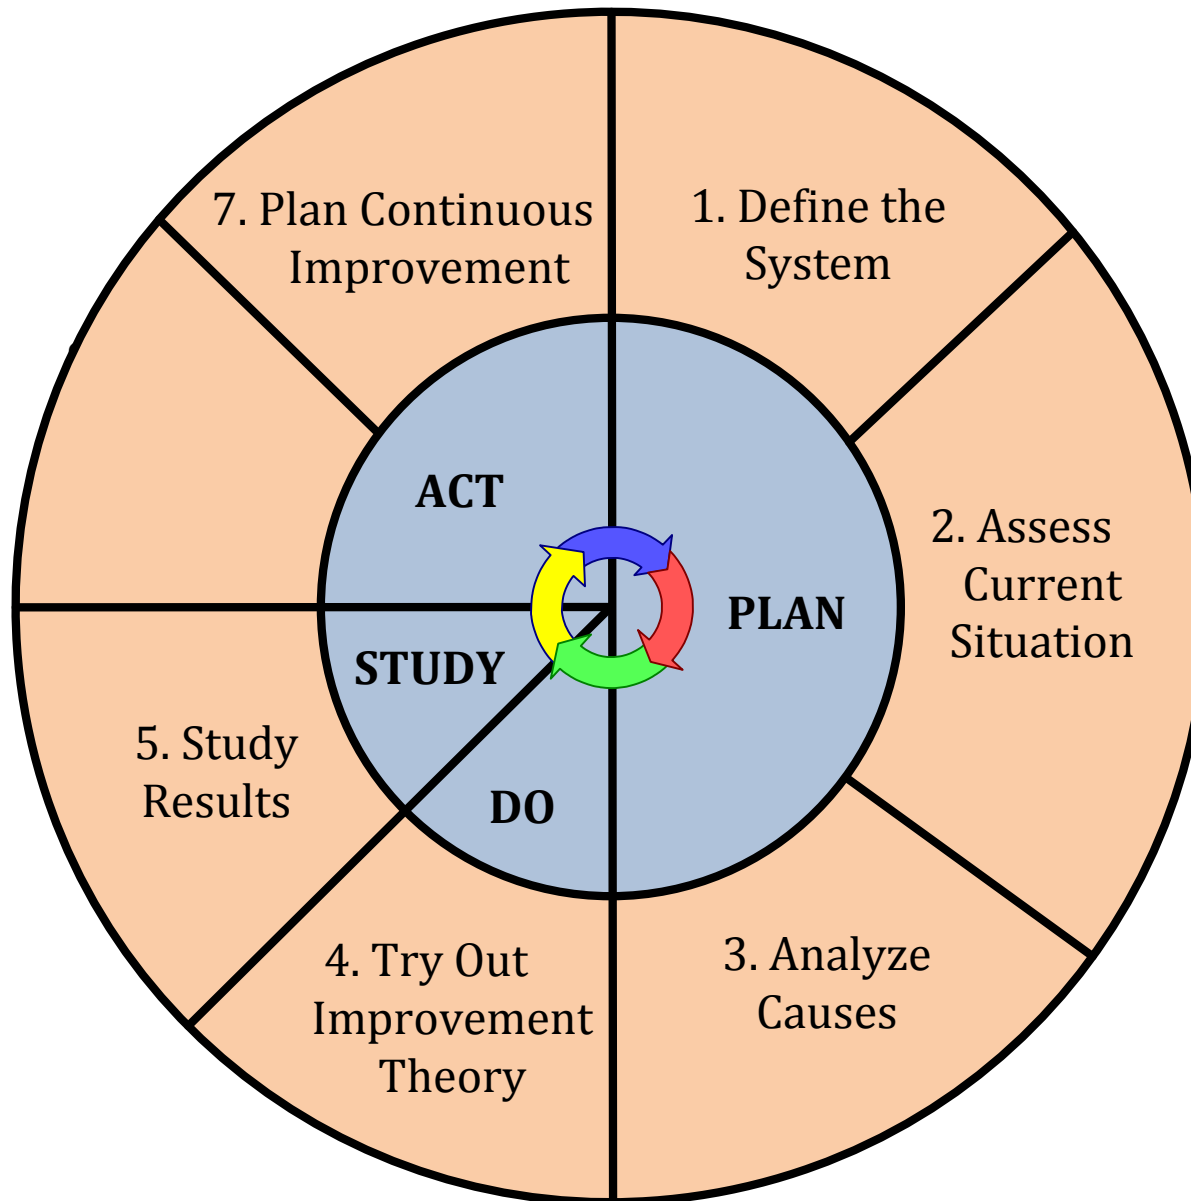 1. Define the
System
2. Assess
Current
Situation
3. Analyze
Causes
4. Try Out
Improvement
Theory
5. Study
Results
7. Plan Continuous
Improvement
ACT
PLAN
STUDY
DO